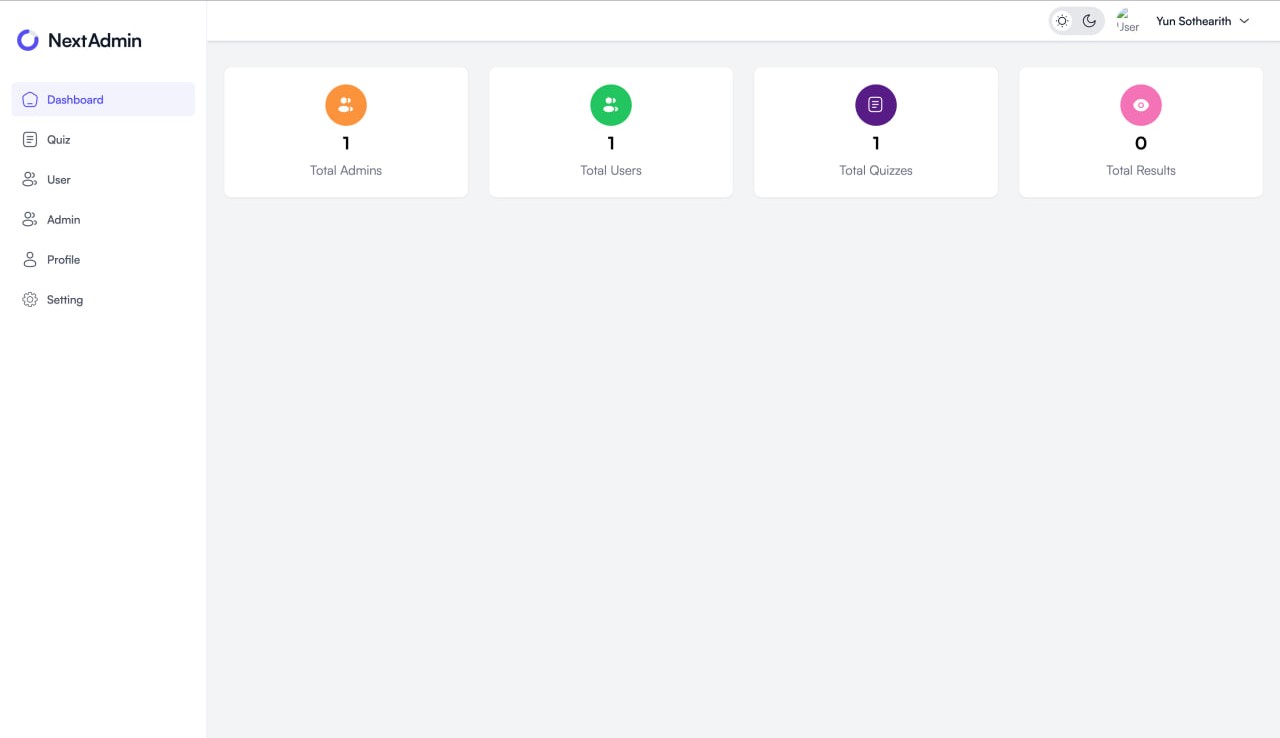 NextAdmin
Dashboard
Quiz
User
Admin
Profile
Setting
User
Yun Sothearith
1
Total Admins
1
Total Users
1
Total Quizzes
0
Total Results